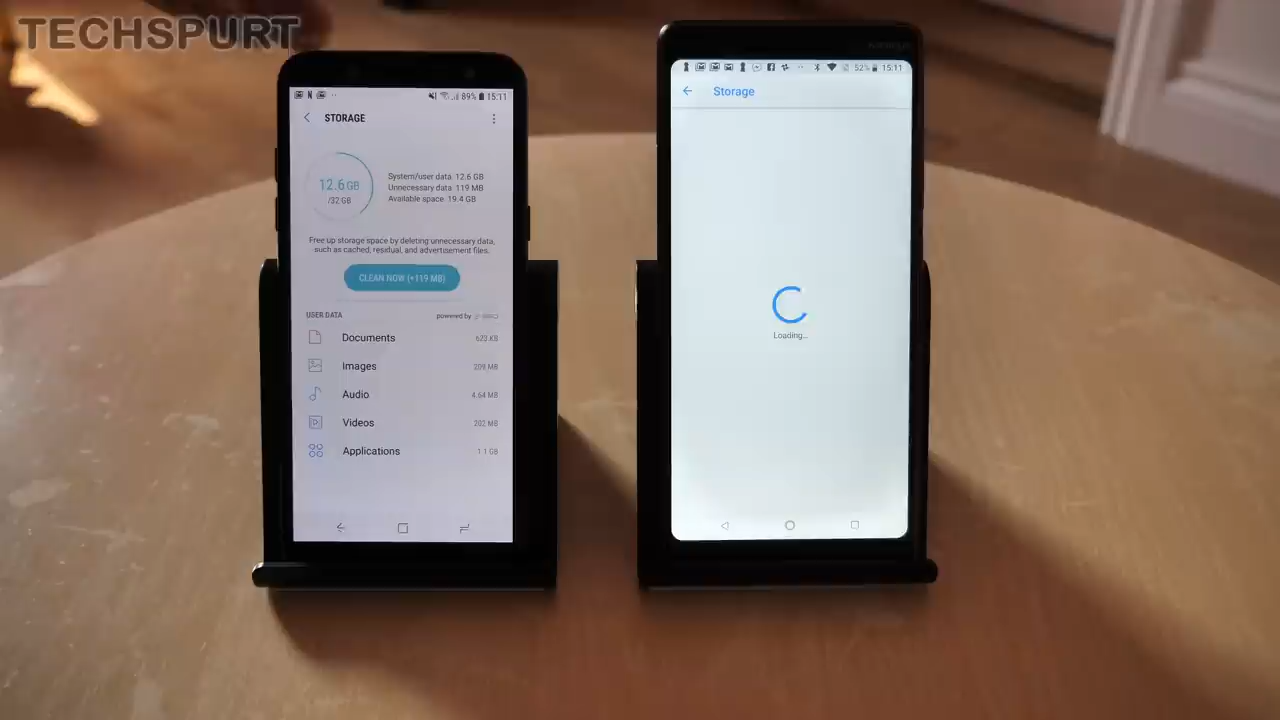 TECHSPURT
89% 15:11
STORAGE
12.6 GB
/32 GB
System/user data 12.6 GB
Unnecessary data 119 MB
Available space 19.4 GB
Free up storage space by deleting unnecessary data,
such as cached, residual, and advertisement files.
CLEAN NOW (+119 MB)
USER DATA
powered by
Documents 623 KB
Images 209 MB
Audio 4.64 MB
Videos 202 MB
Applications 1.1 GB
NOKIA
52% 15:11
Storage
Loading...